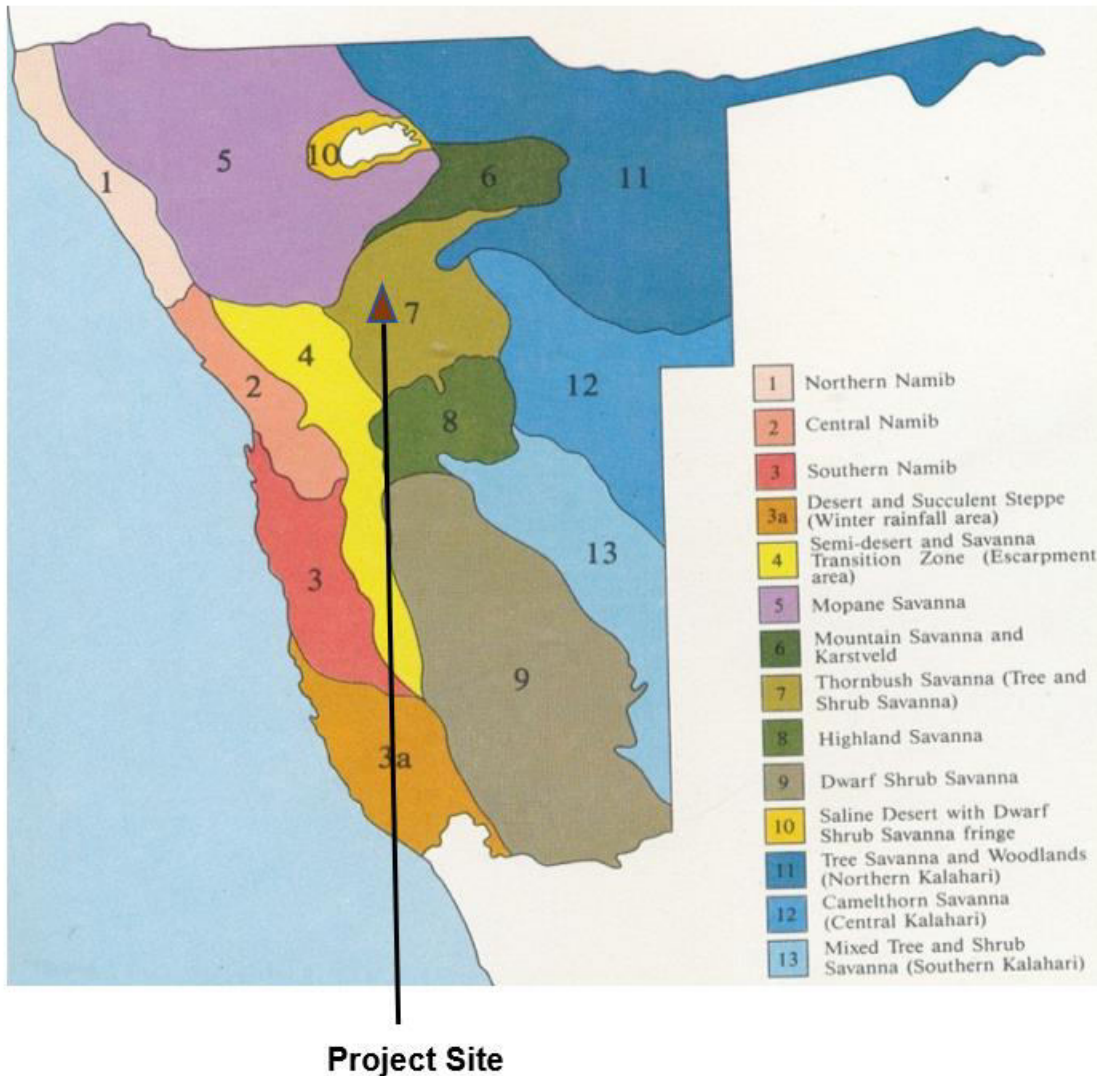 1
5
10
6
11
7
4
2
12
8
13
3
9
3a
1 Northern Namib
2 Central Namib
3 Southern Namib
3a Desert and Succulent Steppe
(Winter rainfall area)
4 Semi-desert and Savanna
Transition Zone (Escarpment
area)
5 Mopane Savanna
6 Mountain Savanna and
Karstveld
7 Thornbush Savanna (Tree and
Shrub Savanna)
8 Highland Savanna
9 Dwarf Shrub Savanna
10 Saline Desert with Dwarf
Shrub Savanna fringe
11 Tree Savanna and Woodlands
(Northern Kalahari)
12 Camelthorn Savanna
(Central Kalahari)
13 Mixed Tree and Shrub
Savanna (Southern Kalahari)
Project Site